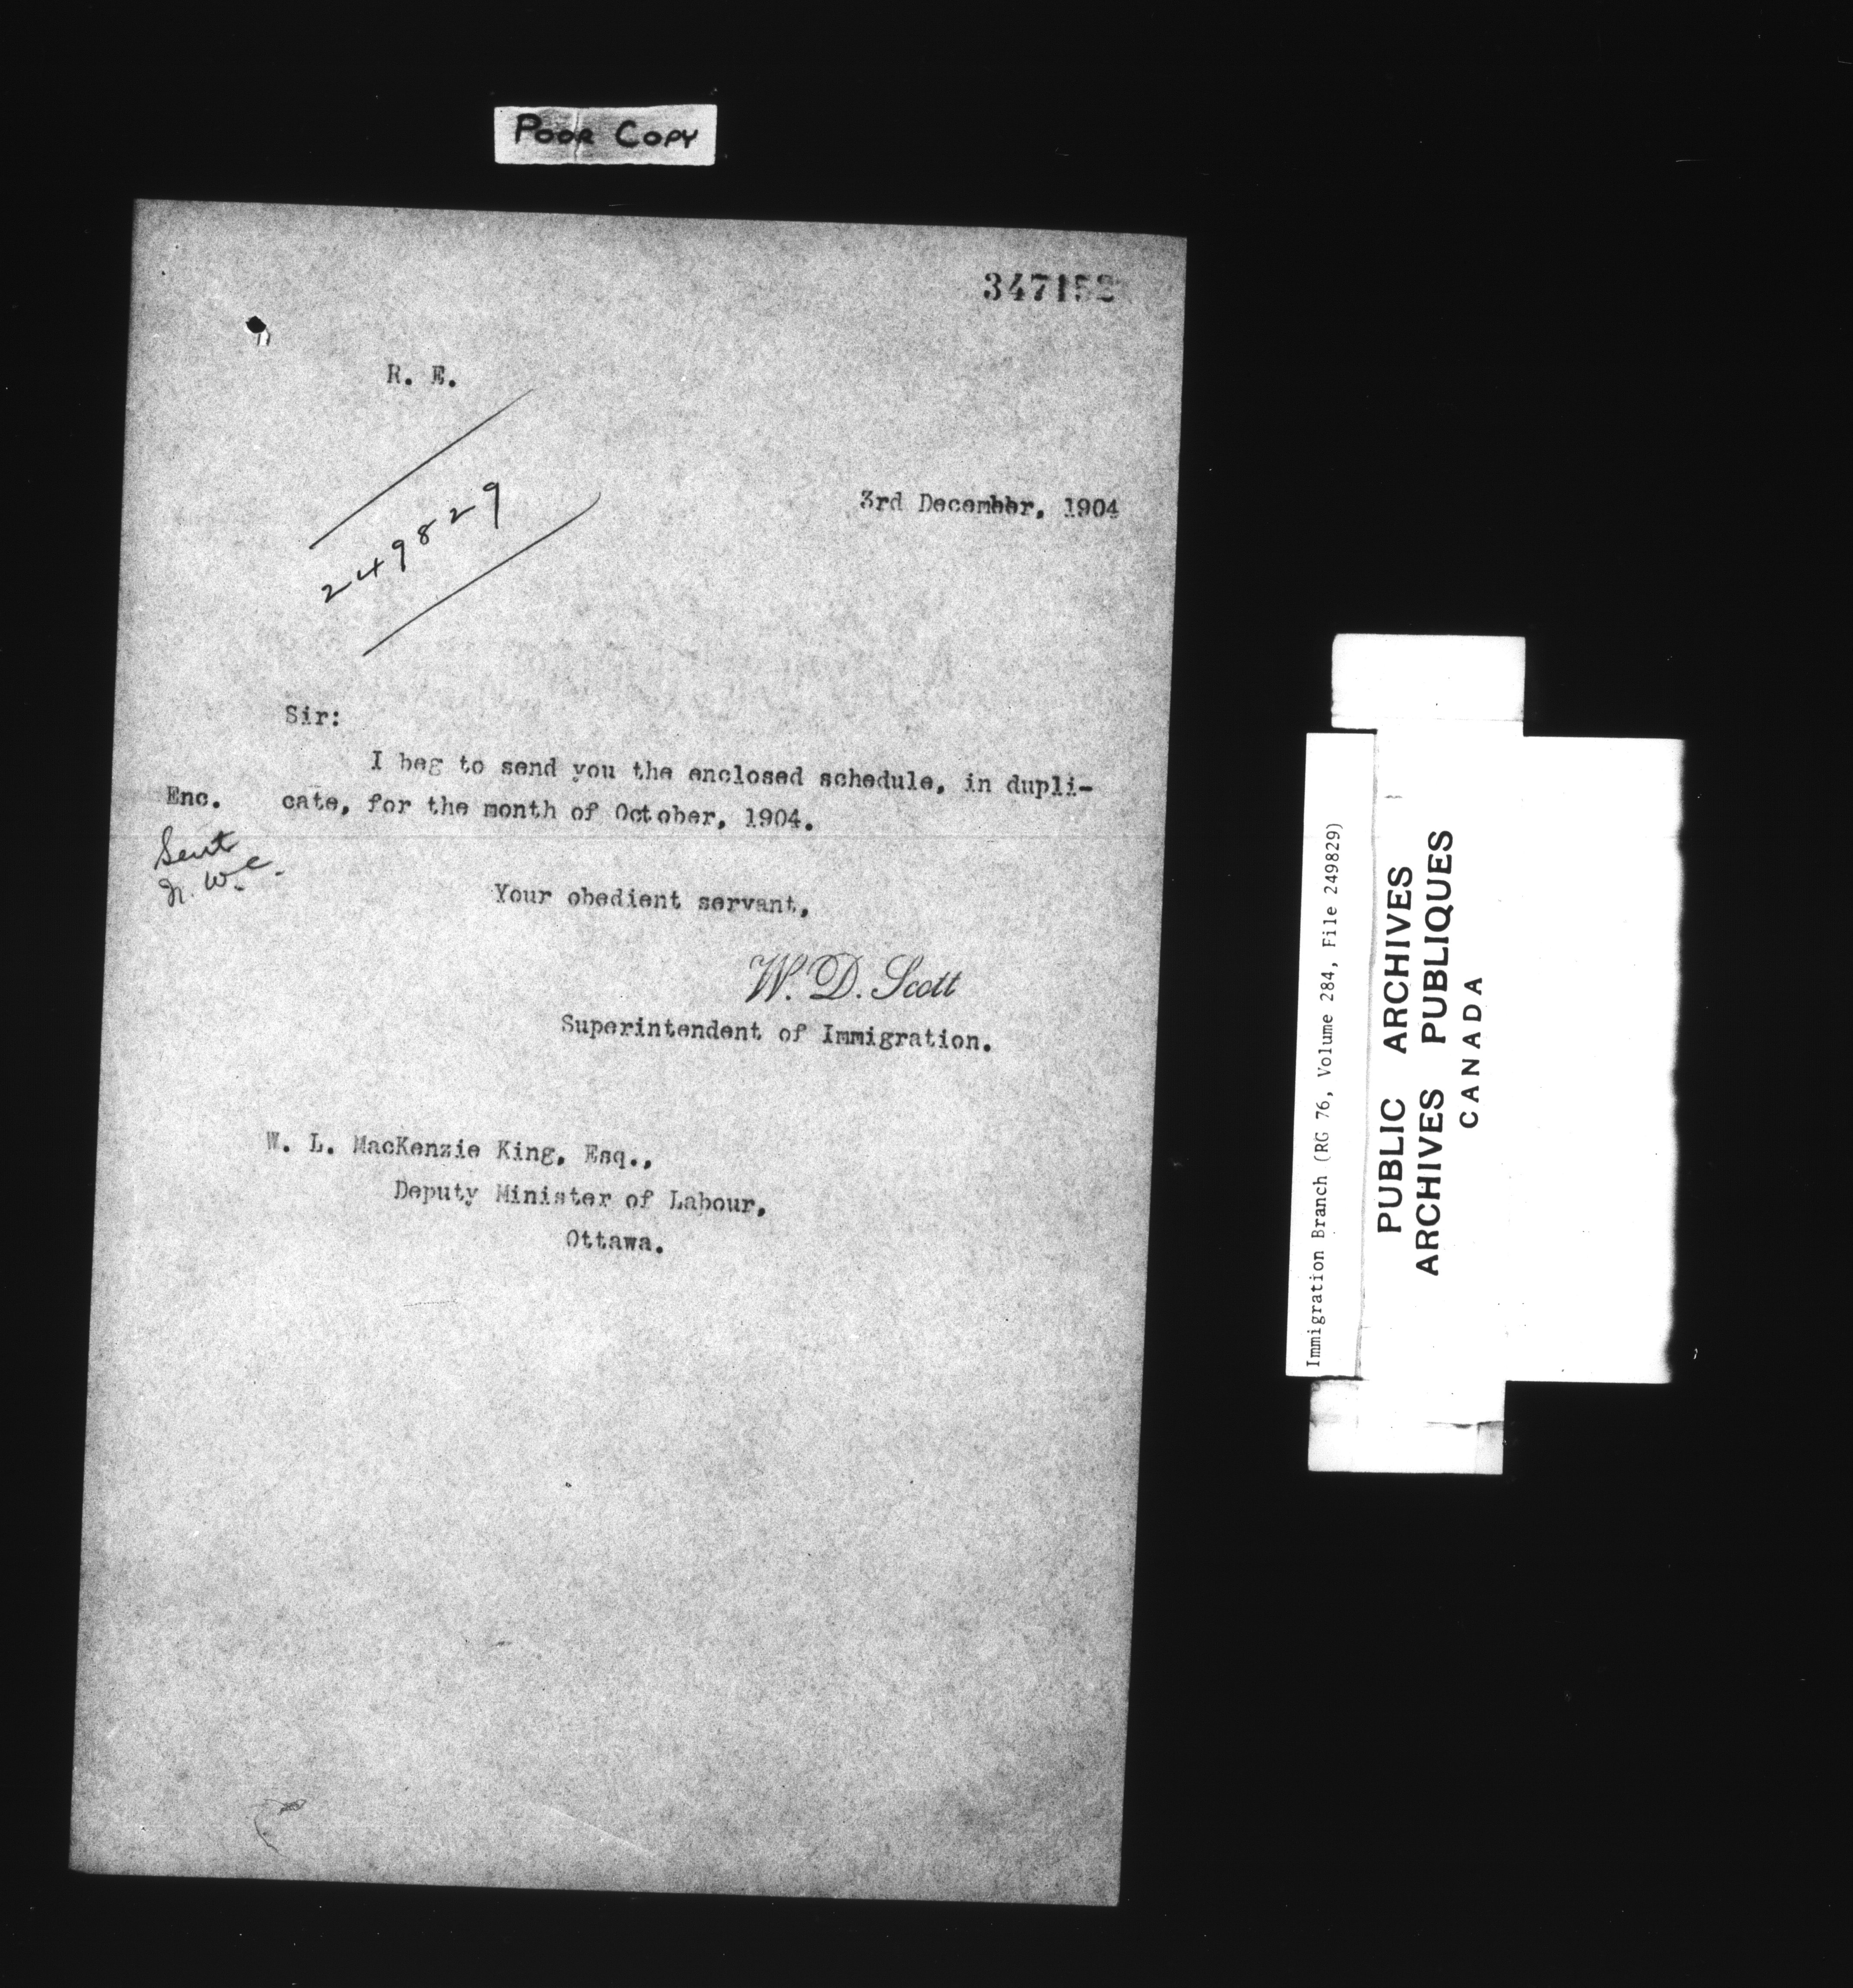 POOR COPY
347152
R. E.
249829
3rd December, 1904
Sir:
I beg to send you the enclosed schedule, in dupli-
Enc. cate, for the month of October, 1904.
Sent
N. W. C.
Your obedient servant,
W. D. Scott
Superintendent of Immigration.
W. L. MacKenzie King, Esq.,
Deputy Minister of Labour,
Ottawa.
Immigration Branch (RG 76, Volume 284, File 249829)
PUBLIC ARCHIVES
ARCHIVES PUBLIQUES
CANADA